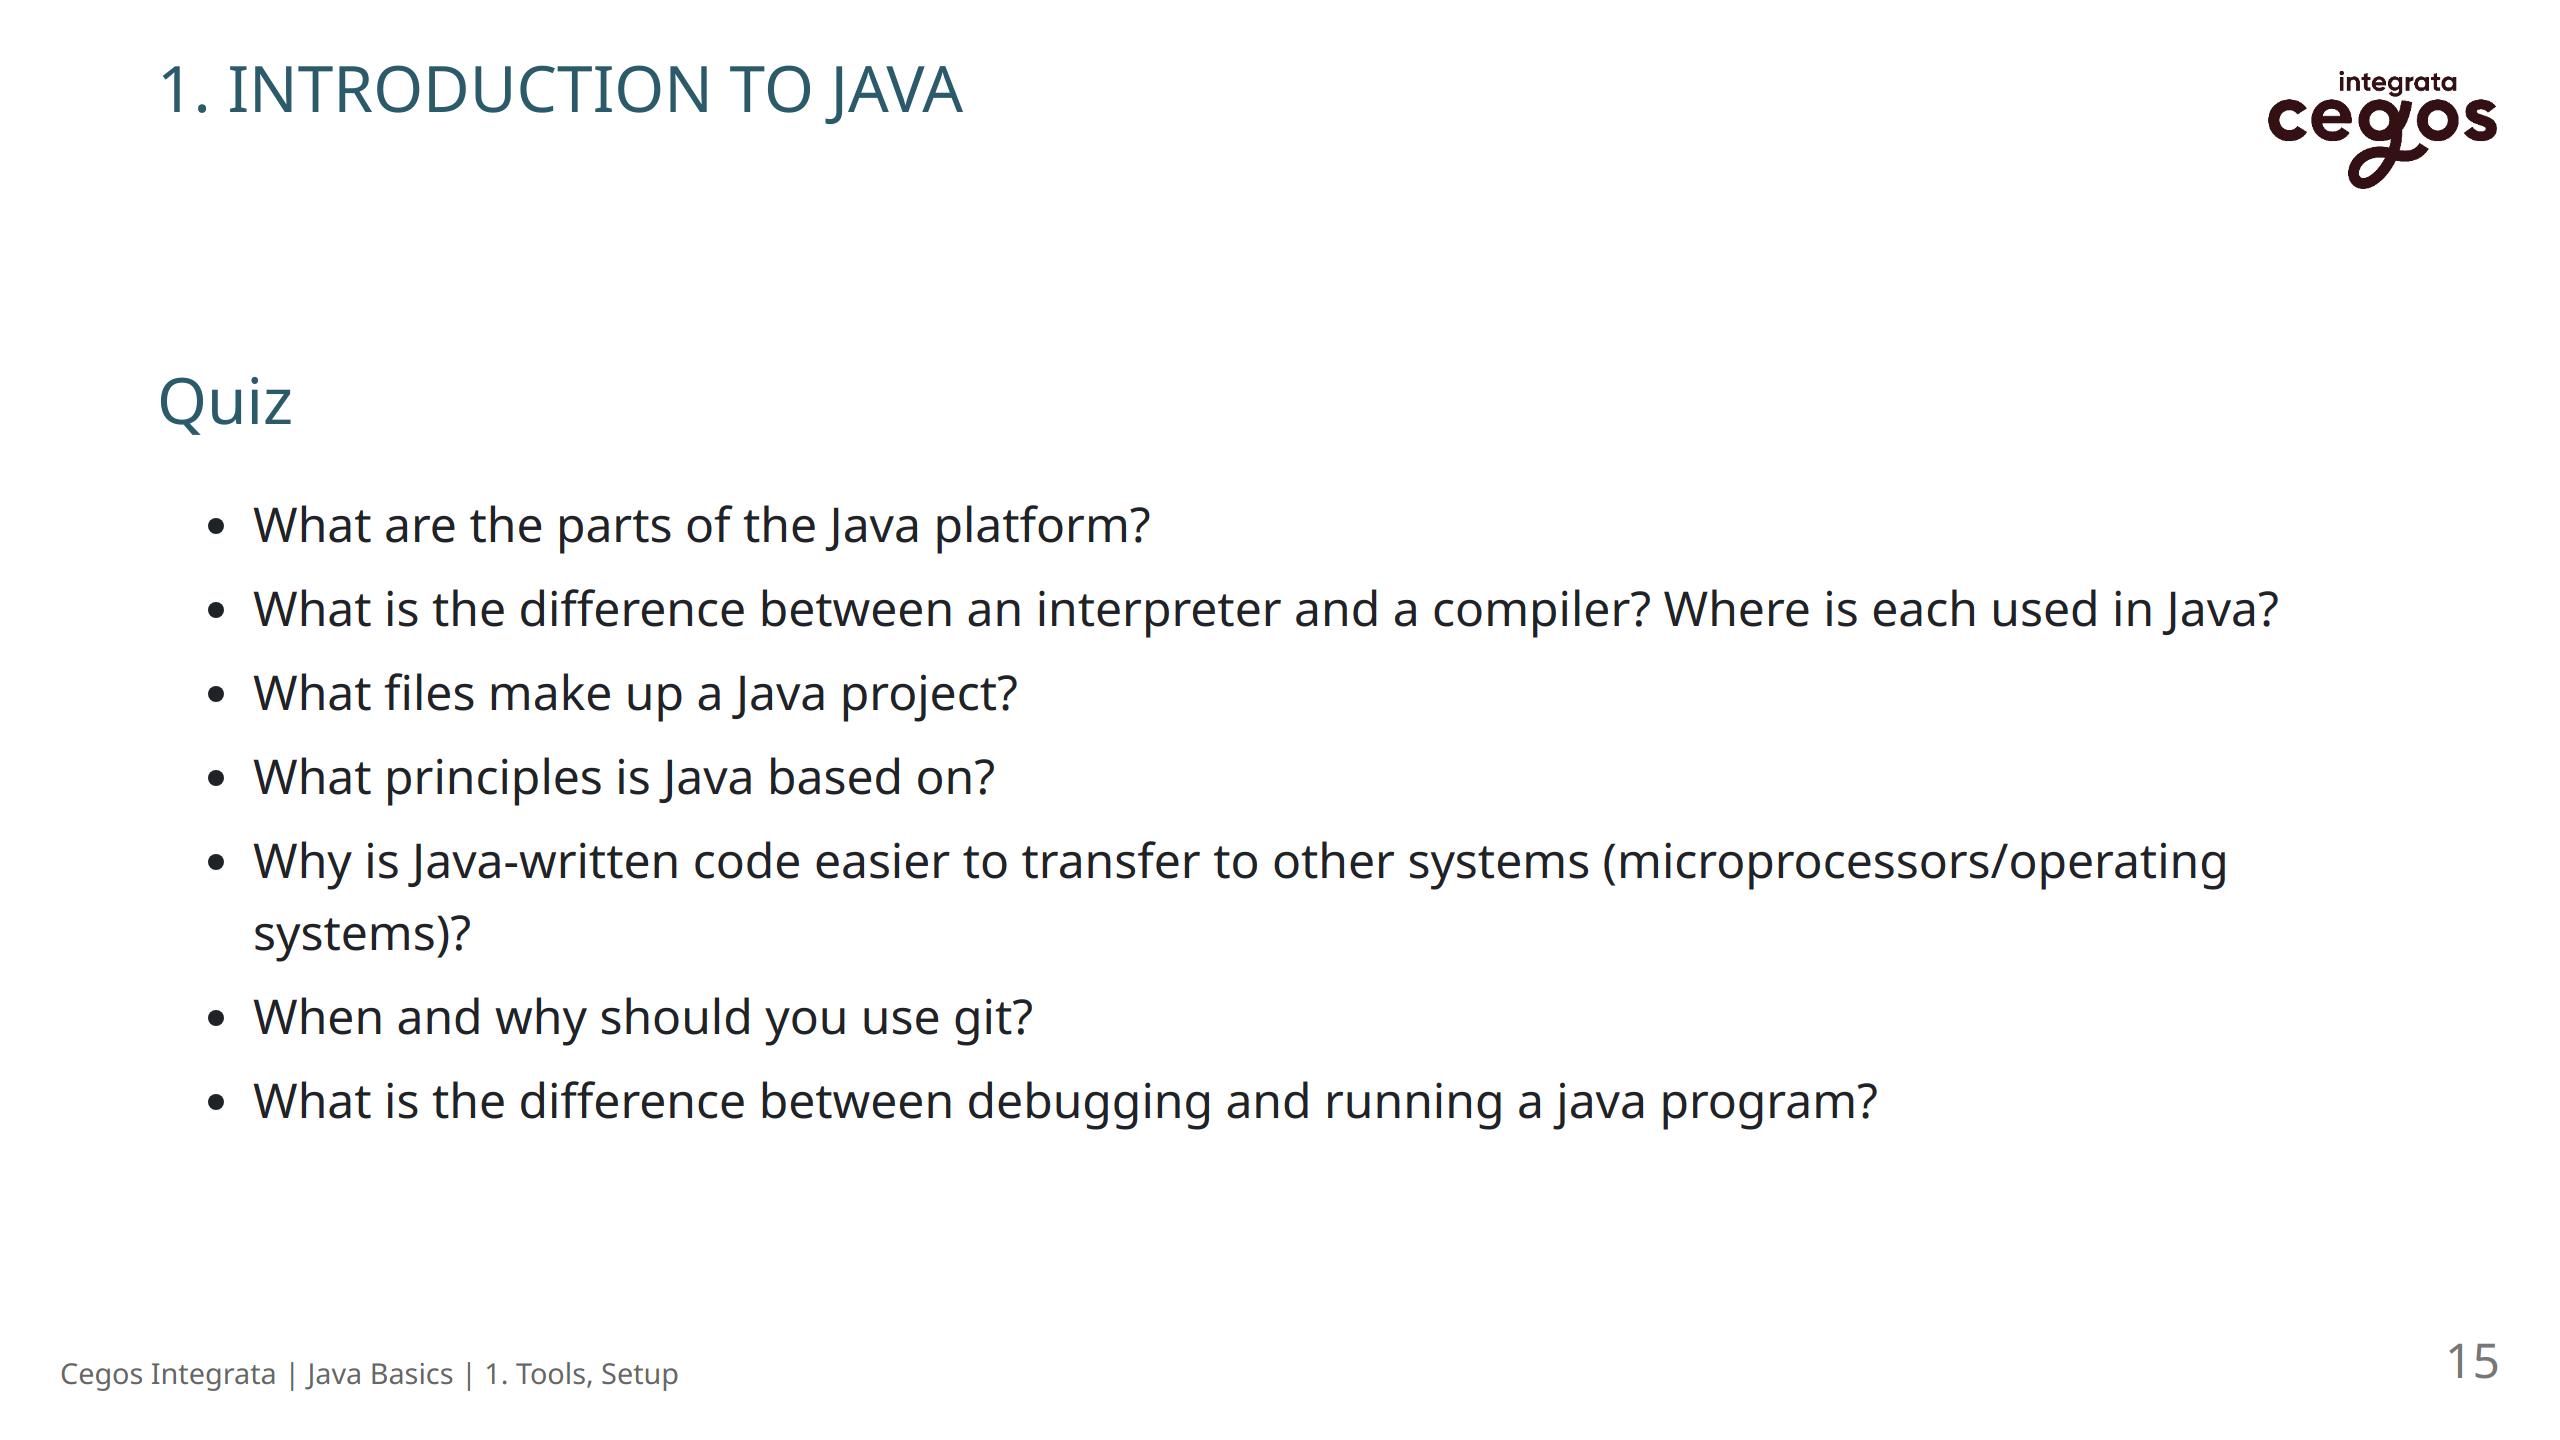 1. INTRODUCTION TO JAVA
integrata
cegos
Quiz
• What are the parts of the Java platform?
• What is the difference between an interpreter and a compiler? Where is each used in Java?
• What files make up a Java project?
• What principles is Java based on?
• Why is Java-written code easier to transfer to other systems (microprocessors/operating
systems)?
• When and why should you use git?
• What is the difference between debugging and running a java program?
Cegos Integrata | Java Basics | 1. Tools, Setup
15